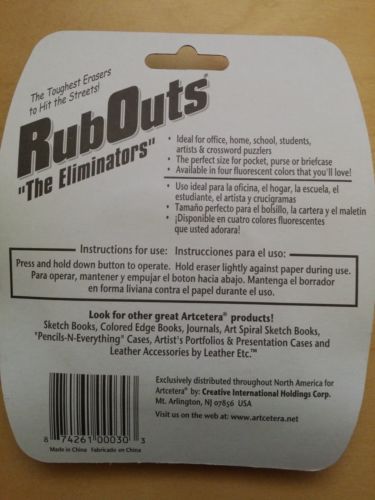 The Toughest Erasers
to Hit the Streets!
RubOuts®
"The Eliminators"
• Ideal for office, home, school, students,
artists & crossword puzzlers
• The perfect size for pocket, purse or briefcase
• Available in four fluorescent colors that you'll love!
• Uso ideal para la oficina, el hogar, la escuela, el
estudiante, el artista y crucigramas
• Tamaño perfecto para el bolsillo, la cartera y el maletin
• ¡Disponible en cuatro colores fluorescentes
que usted adorara!
Instructions for use: Instrucciones para el uso:
Press and hold down button to operate. Hold eraser lightly against paper during use.
Para operar, mantener y empujar el boton hacia abajo. Mantenga el borrador
en forma liviana contra el papel durante el uso.
Look for other great Artcetera® products!
Sketch Books, Colored Edge Books, Journals, Art Spiral Sketch Books,
"Pencils-N-Everything" Cases, Artist's Portfolios & Presentation Cases and
Leather Accessories by Leather Etc.™
Exclusively distributed throughout North America for
Artcetera® by: Creative International Holdings Corp.
Mt. Arlington, NJ 07856 USA
Visit us on the web at: www.artcetera.net
8 74261 00030 3
Made in China Fabricado en China